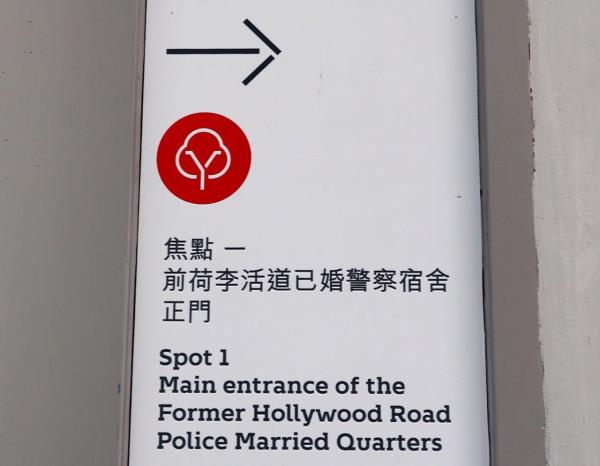 焦點 一
前荷李活道已婚警察宿舍
正門
Spot 1
Main entrance of the
Former Hollywood Road
Police Married Quarters